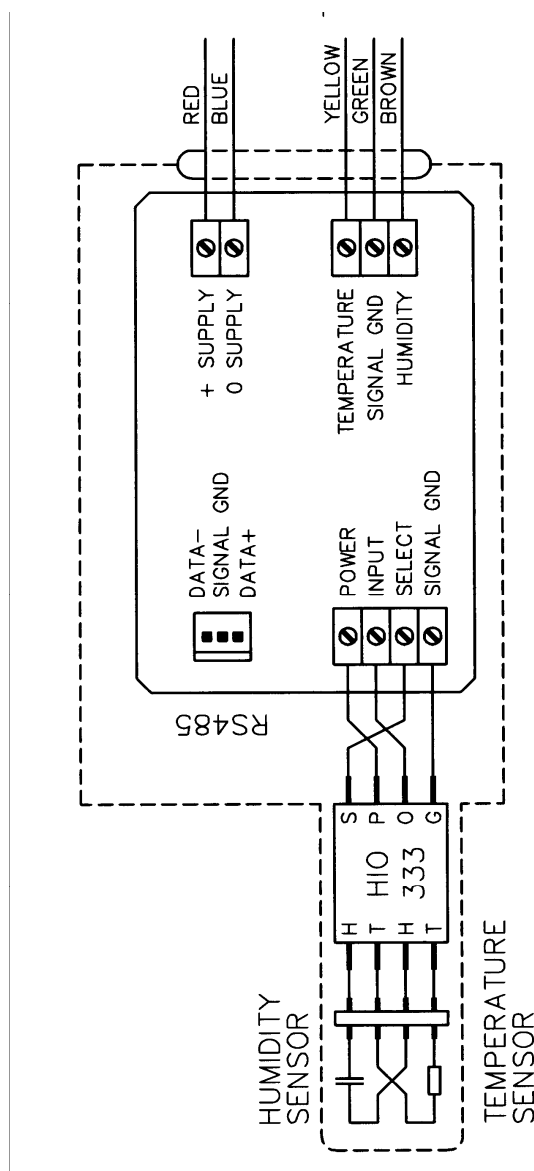 RED
BLUE
YELLOW
GREEN
BROWN
+ SUPPLY
0 SUPPLY
TEMPERATURE
SIGNAL GND
HUMIDITY
DATA-
SIGNAL GND
DATA+
POWER
INPUT
SELECT
SIGNAL GND
RS485
S
P
O
G
HIO
333
H
T
H
T
HUMIDITY
SENSOR
TEMPERATURE
SENSOR